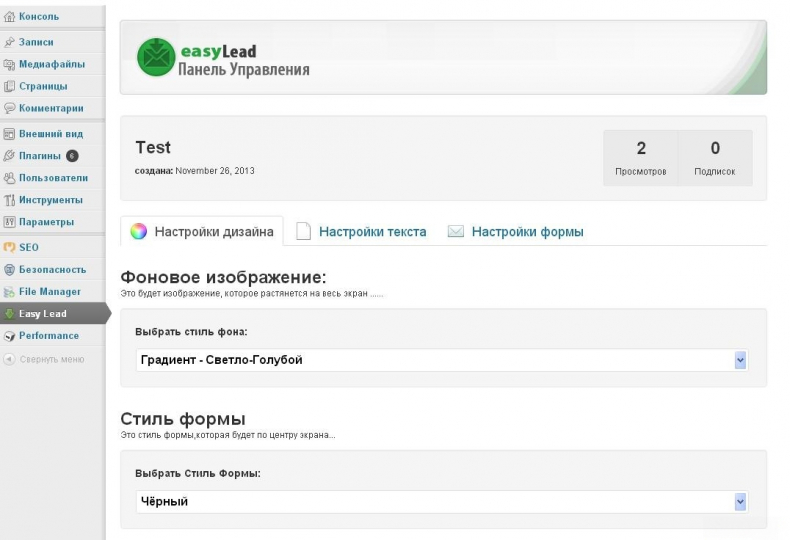 Консоль
Записи
Медиафайлы
Страницы
Комментарии
Внешний вид
Плагины 6
Пользователи
Инструменты
Параметры
SEO
Безопасность
File Manager
Easy Lead
Performance
Свернуть меню
easyLead
Панель Управления
Test
создана: November 26, 2013
2
Просмотров
0
Подписок
Настройки дизайна
Настройки текста
Настройки формы
Фоновое изображение:
Это будет изображение, которое растянется на весь экран ......
Выбрать стиль фона:
Градиент - Светло-Голубой
Стиль формы
Это стиль формы,которая будет по центру экрана...
Выбрать Стиль Формы:
Чёрный